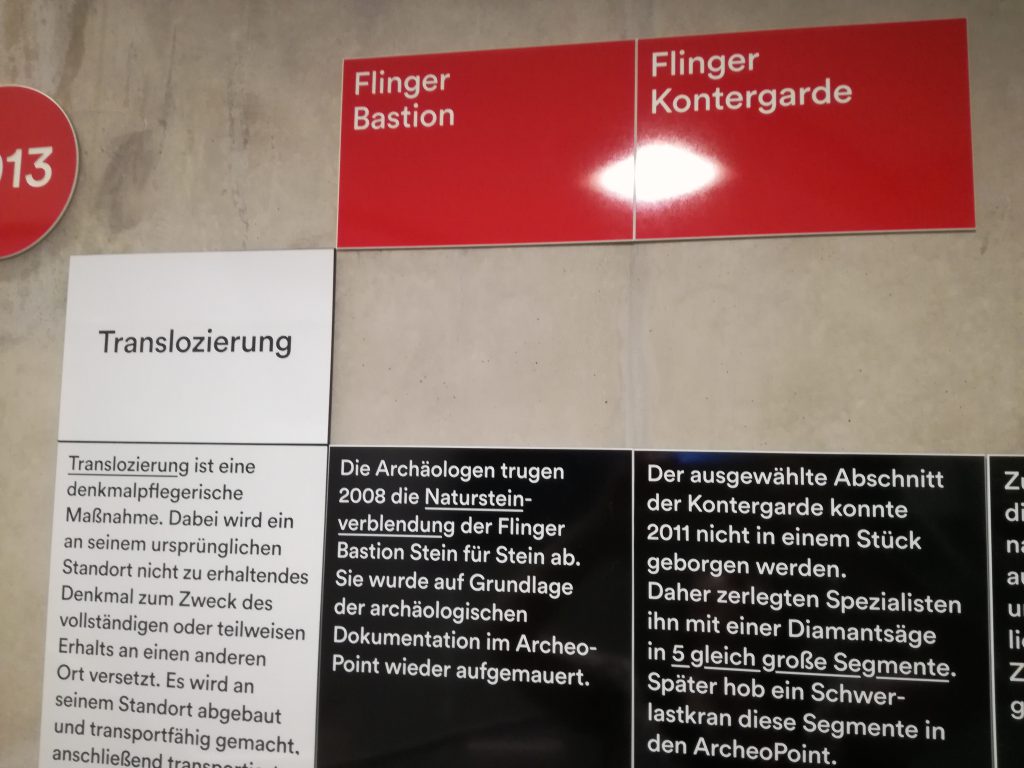 013
Flinger
Bastion
Flinger
Kontergarde
Translozierung
Translozierung ist eine
denkmalpflegerische
Maßnahme. Dabei wird ein
an seinem ursprünglichen
Standort nicht zu erhaltendes
Denkmal zum Zweck des
vollständigen oder teilweisen
Erhalts an einen anderen
Ort versetzt. Es wird an
seinem Standort abgebaut
und transportfähig gemacht,
anschließend
Die Archäologen trugen
2008 die Naturstein-
verblendung der Flinger
Bastion Stein für Stein ab.
Sie wurde auf Grundlage
der archäologischen
Dokumentation im Archeo-
Point wieder aufgemauert.
Der ausgewählte Abschnitt
der Kontergarde konnte
2011 nicht in einem Stück
geborgen werden.
Daher zerlegten Spezialisten
ihn mit einer Diamantsäge
in 5 gleich große Segmente.
Später hob ein Schwer-
lastkran diese Segmente in
den ArcheoPoint.